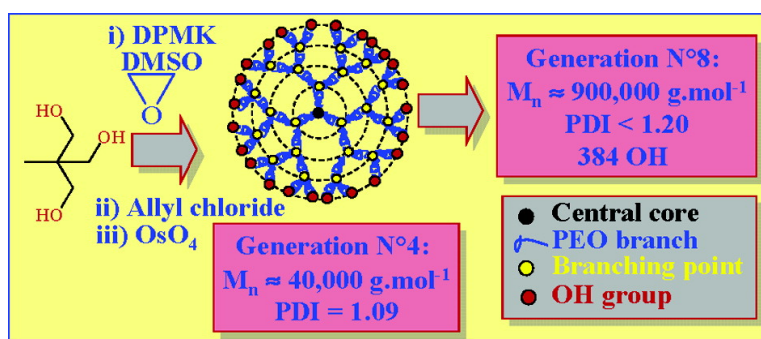 i) DPMK
DMSO
O
HO
OH
HO
ii) Allyl chloride
iii) OsO₄
Generation N°4:
Mₙ ≈ 40,000 g.mol⁻¹
PDI = 1.09
Generation N°8:
Mₙ ≈ 900,000 g.mol⁻¹
PDI < 1.20
384 OH
Central core
PEO branch
Branching point
OH group